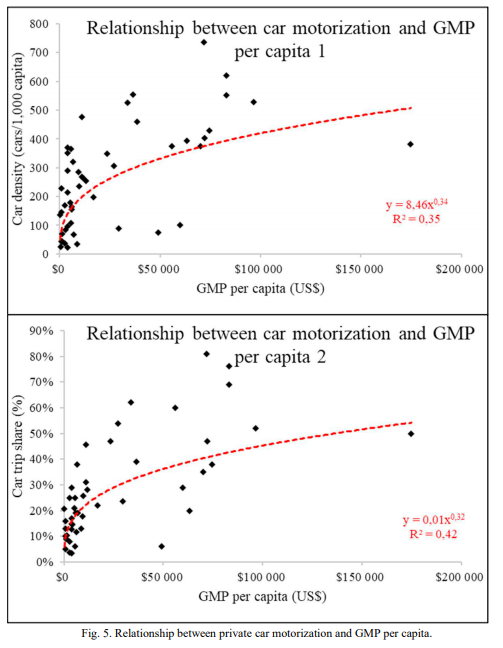 Relationship between car motorization and GMP
per capita 1
800
700
600
500
400
300
200
100
0
Car density (cars/1,000 capita)
y = 8,46x^0,34
R² = 0,35
$0
$50 000
$100 000
$150 000
$200 000
GMP per capita (US$)
Relationship between car motorization and GMP
per capita 2
90%
80%
70%
60%
50%
40%
30%
20%
10%
0%
Car trip share (%)
y = 0,01x^0,32
R² = 0,42
$0
$50 000
$100 000
$150 000
$200 000
GMP per capita (US$)
Fig. 5. Relationship between private car motorization and GMP per capita.